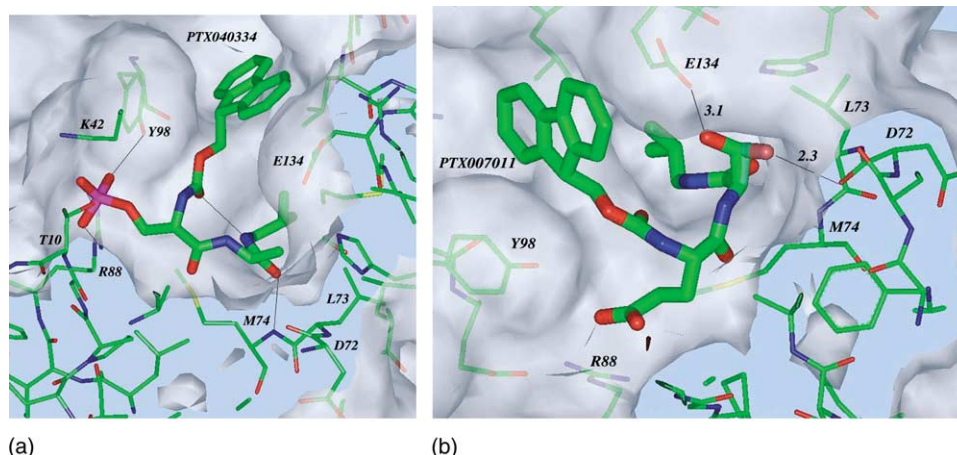 PTX040334
K42
Y98
E134
T10
R88
M74
L73
D72
(a)
E134
3.1
L73
D72
PTX007011
2.3
Y98
M74
R88
(b)